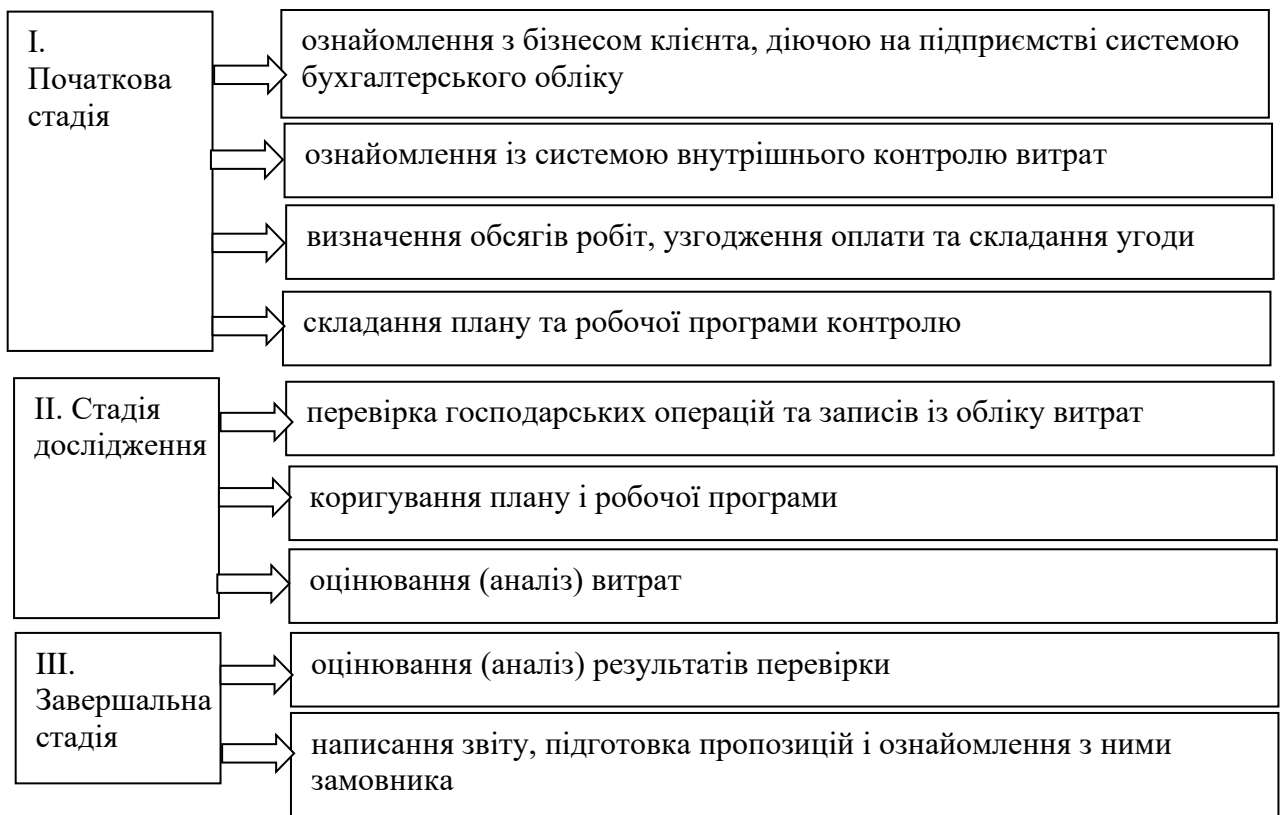 І.
Початкова
стадія
ознайомлення з бізнесом клієнта, діючою на підприємстві системою
бухгалтерського обліку
ознайомлення із системою внутрішнього контролю витрат
визначення обсягів робіт, узгодження оплати та складання угоди
складання плану та робочої програми контролю
ІІ. Стадія
дослідження
перевірка господарських операцій та записів із обліку витрат
коригування плану і робочої програми
оцінювання (аналіз) витрат
ІІІ.
Завершальна
стадія
оцінювання (аналіз) результатів перевірки
написання звіту, підготовка пропозицій і ознайомлення з ними
замовника